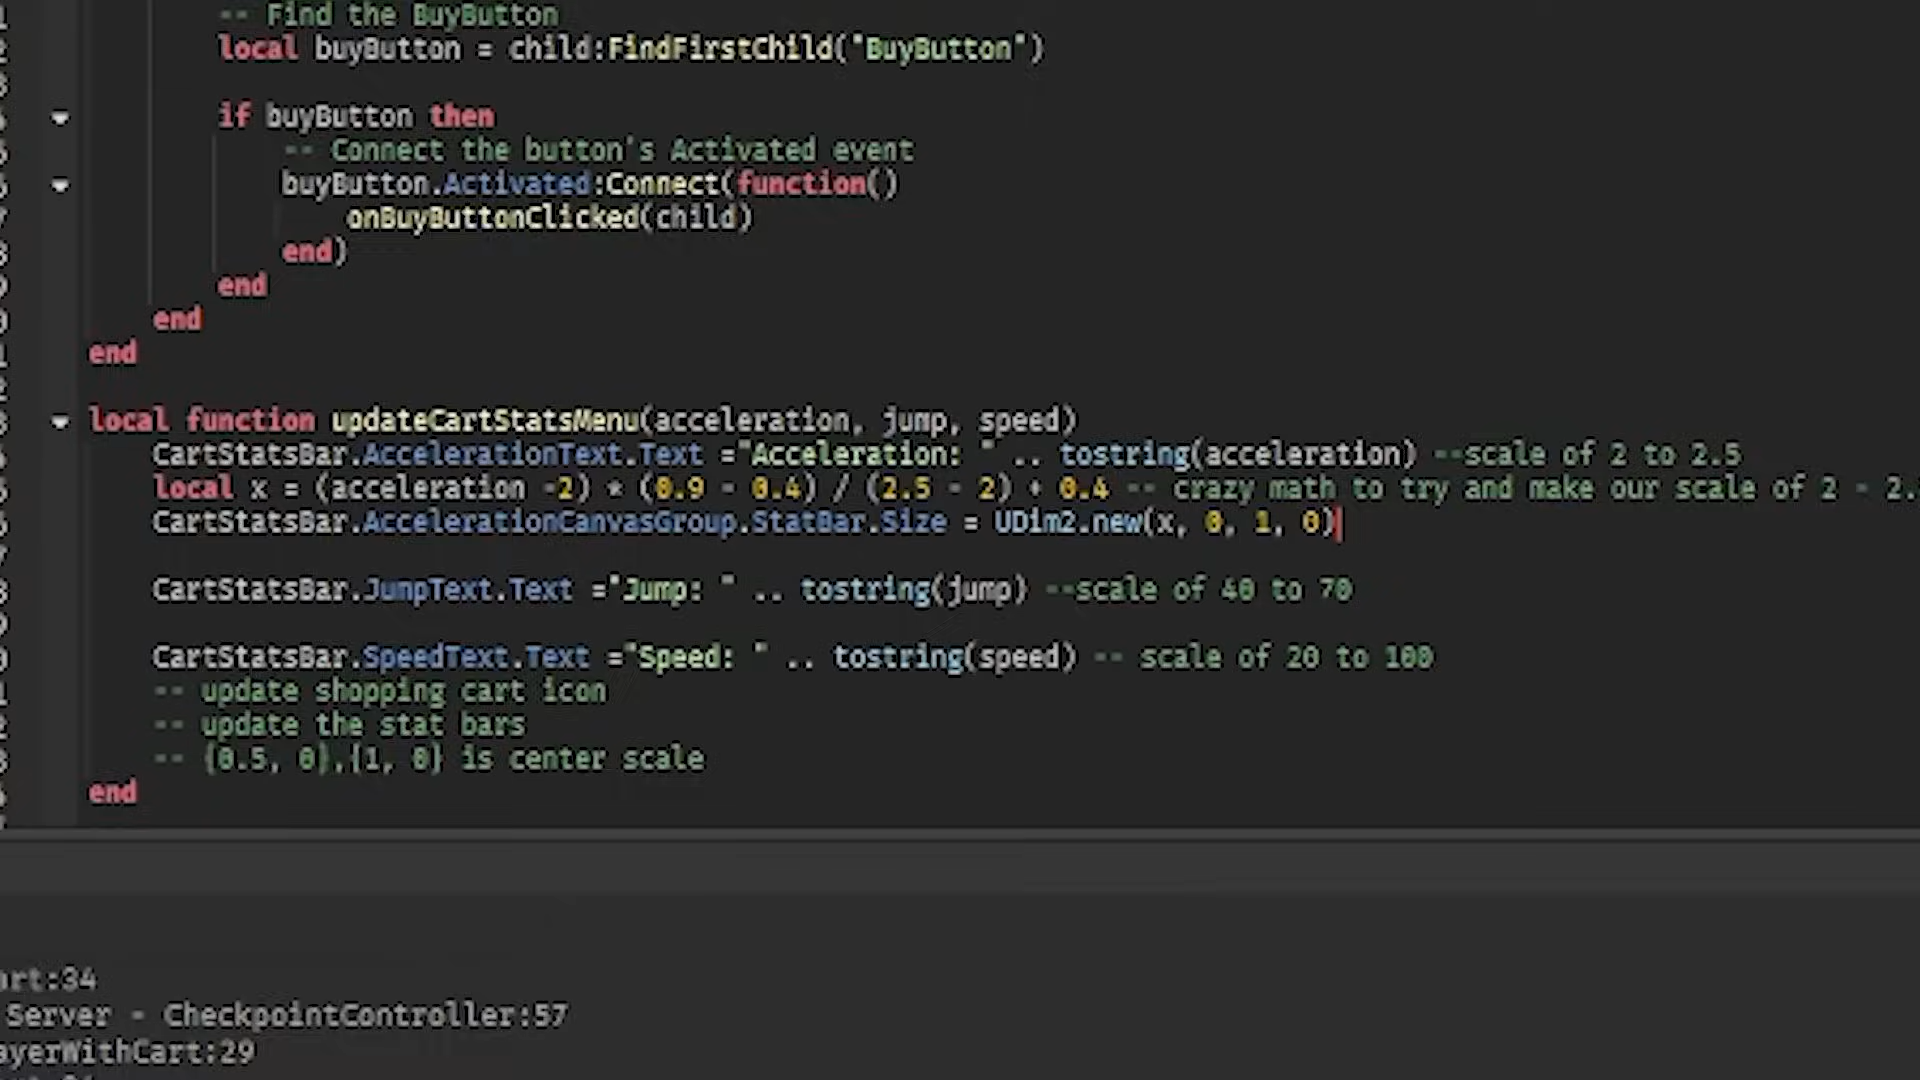 -- Find the BuyButton
local buyButton = child:FindFirstChild("BuyButton")
if buyButton then
-- Connect the button's Activated event
buyButton.Activated:Connect(function()
onBuyButtonClicked(child)
end)
end
end
end
local function updateCartStatsMenu(acceleration, jump, speed)
CartStatsBar.AccelerationText.Text ="Acceleration: " .. tostring(acceleration) --scale of 2 to 2.5
local x = (acceleration -2) * (0.9 - 0.4) / (2.5 - 2) + 0.4 -- crazy math to try and make our scale of 2 - 2.
CartStatsBar.AccelerationCanvasGroup.StatBar.Size = UDim2.new(x, 0, 1, 0)
CartStatsBar.JumpText.Text ="Jump: " .. tostring(jump) --scale of 40 to 70
CartStatsBar.SpeedText.Text ="Speed: " .. tostring(speed) -- scale of 20 to 100
-- update shopping cart icon
-- update the stat bars
-- {0.5, 0},{1, 0} is center scale
end
art:34
Server - CheckpointController:57
ayerWithCart:29